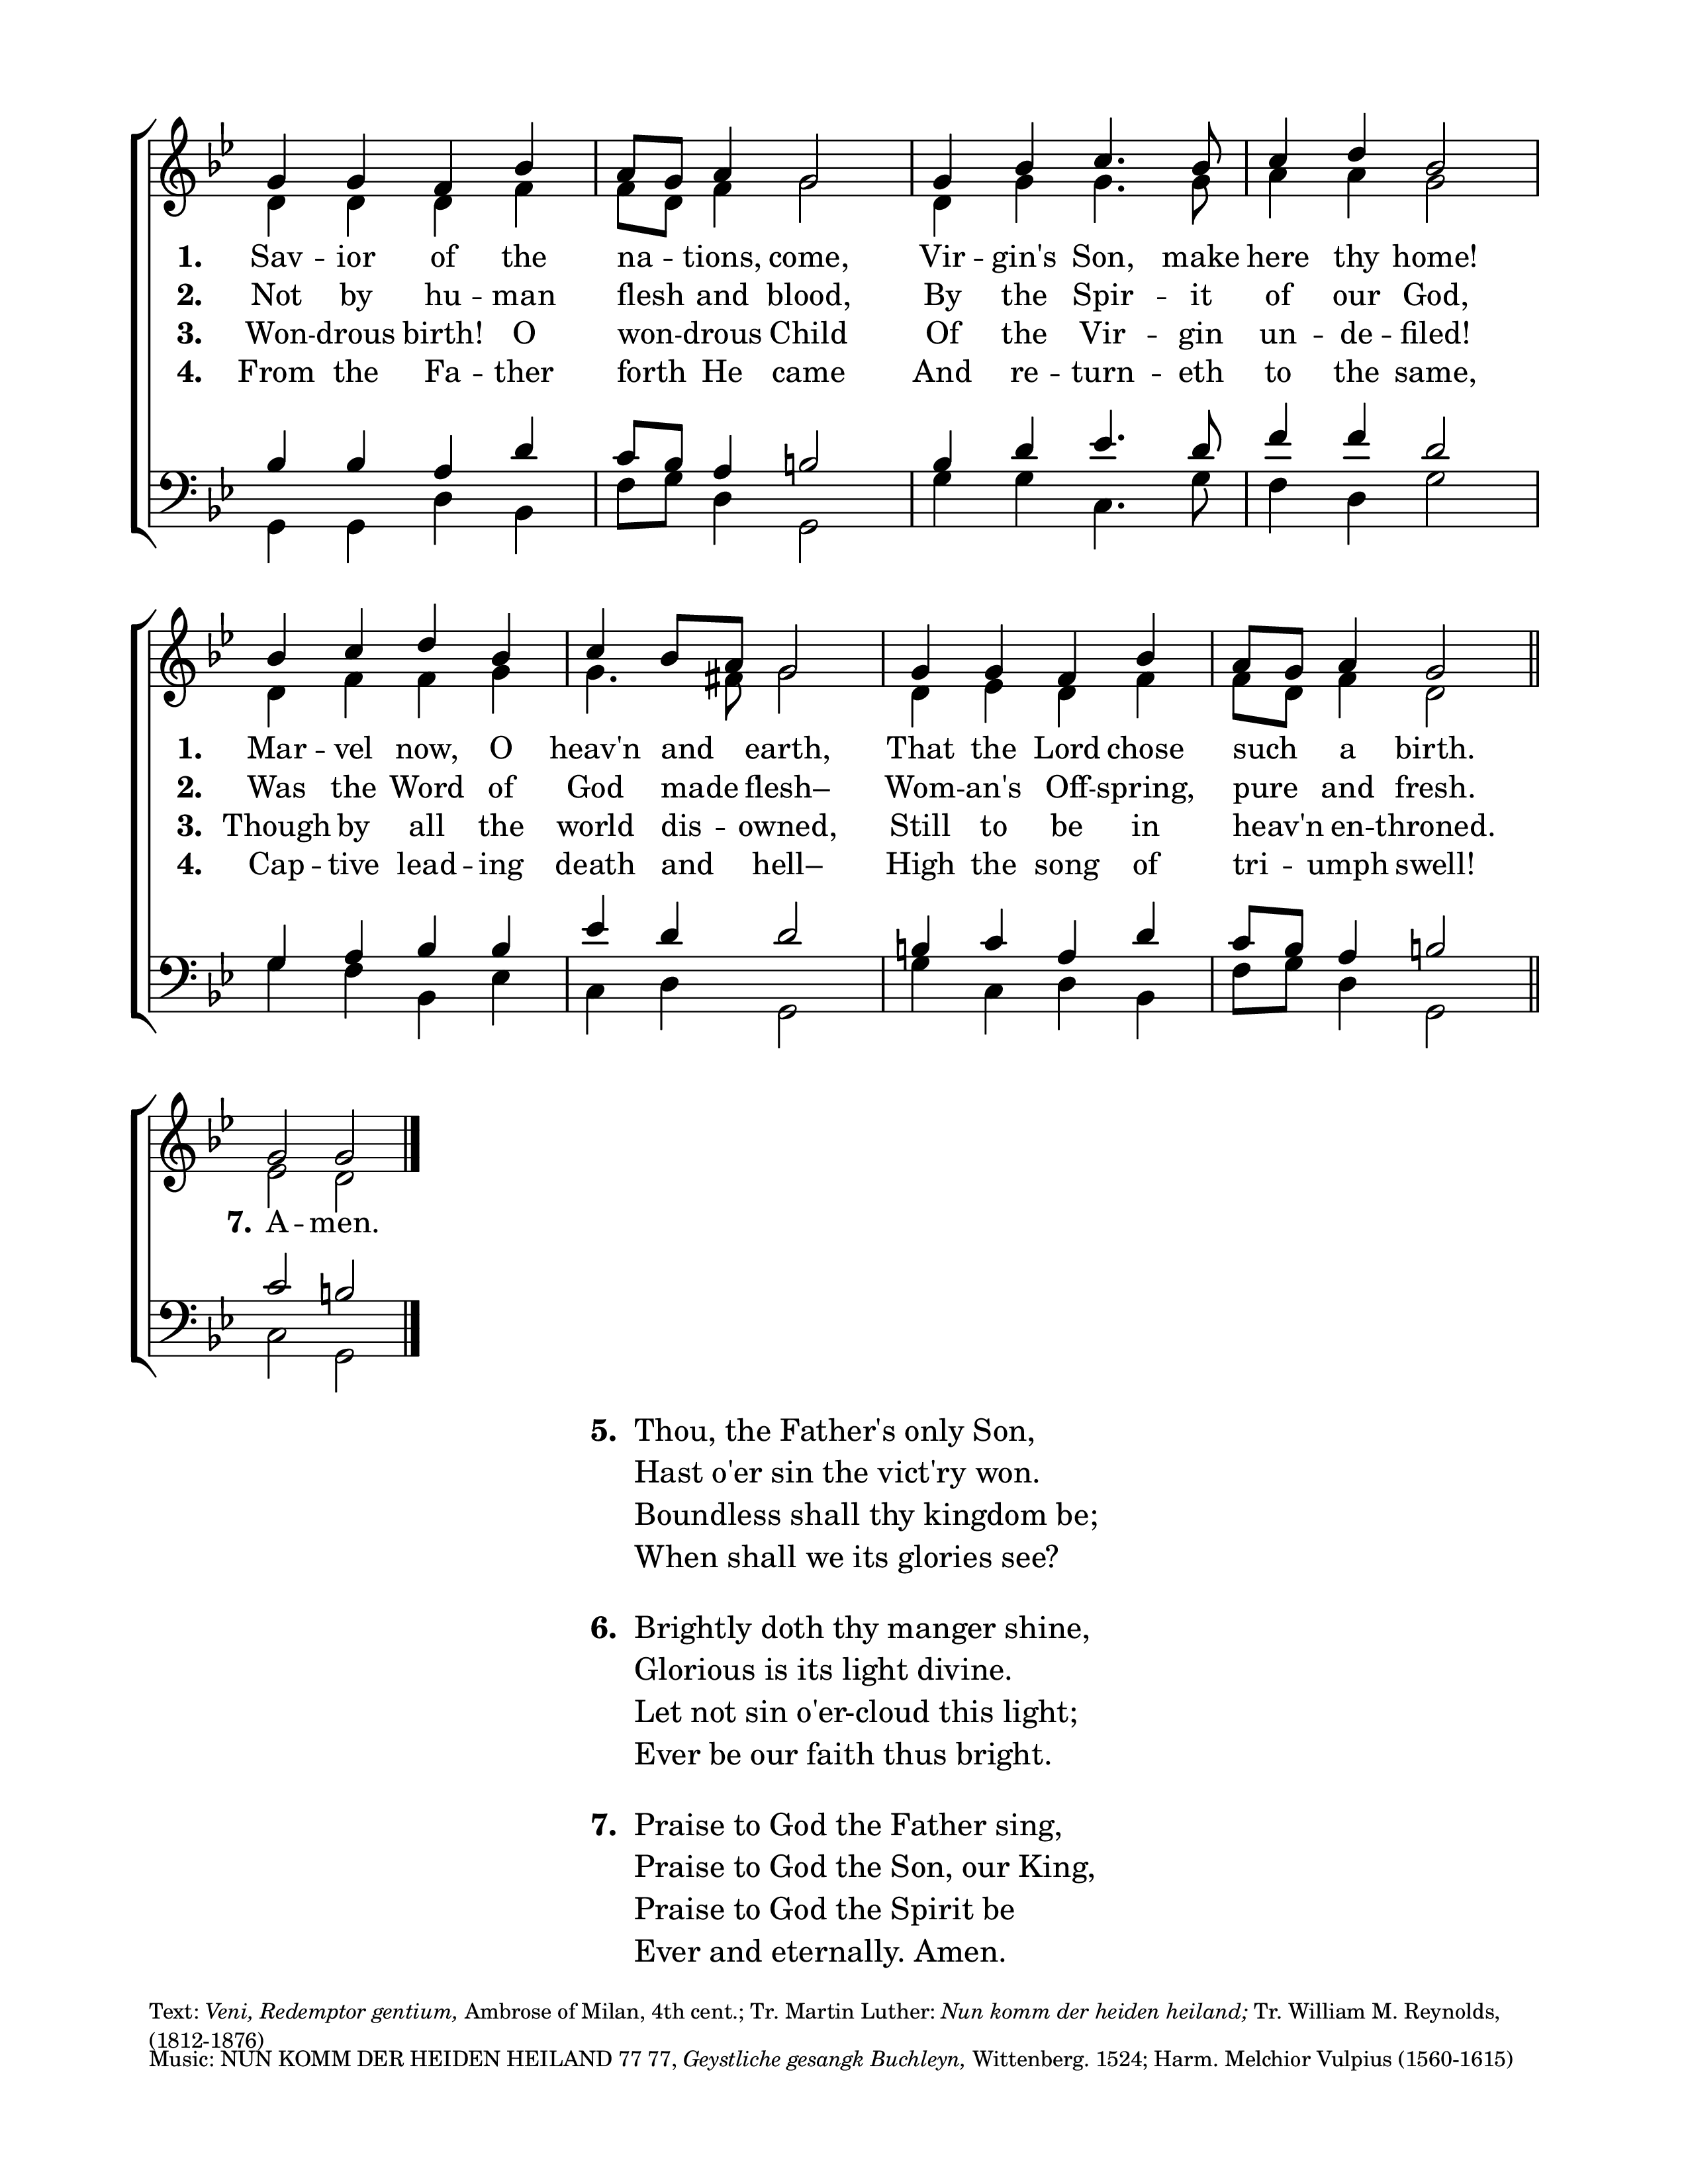 1. Sav -- ior of the na -- tions, come, Vir -- gin's Son, make here thy home!
2. Not by hu -- man flesh and blood, By the Spir -- it of our God,
3. Won-drous birth! O won-drous Child Of the Vir -- gin un -- de -- filed!
4. From the Fa -- ther forth He came And re -- turn -- eth to the same,
1. Mar -- vel now, O heav'n and earth, That the Lord chose such a birth.
2. Was the Word of God made flesh– Wom-an's Off-spring, pure and fresh.
3. Though by all the world dis -- owned, Still to be in heav'n en-throned.
4. Cap -- tive lead -- ing death and hell– High the song of tri -- umph swell!
7. A -- men.
5. Thou, the Father's only Son,
Hast o'er sin the vict'ry won.
Boundless shall thy kingdom be;
When shall we its glories see?
6. Brightly doth thy manger shine,
Glorious is its light divine.
Let not sin o'er-cloud this light;
Ever be our faith thus bright.
7. Praise to God the Father sing,
Praise to God the Son, our King,
Praise to God the Spirit be
Ever and eternally. Amen.
Text: Veni, Redemptor gentium, Ambrose of Milan, 4th cent.; Tr. Martin Luther: Nun komm der heiden heiland; Tr. William M. Reynolds,
(1812-1876)
Music: NUN KOMM DER HEIDEN HEILAND 77 77, Geystliche gesangk Buchleyn, Wittenberg. 1524; Harm. Melchior Vulpius (1560-1615)